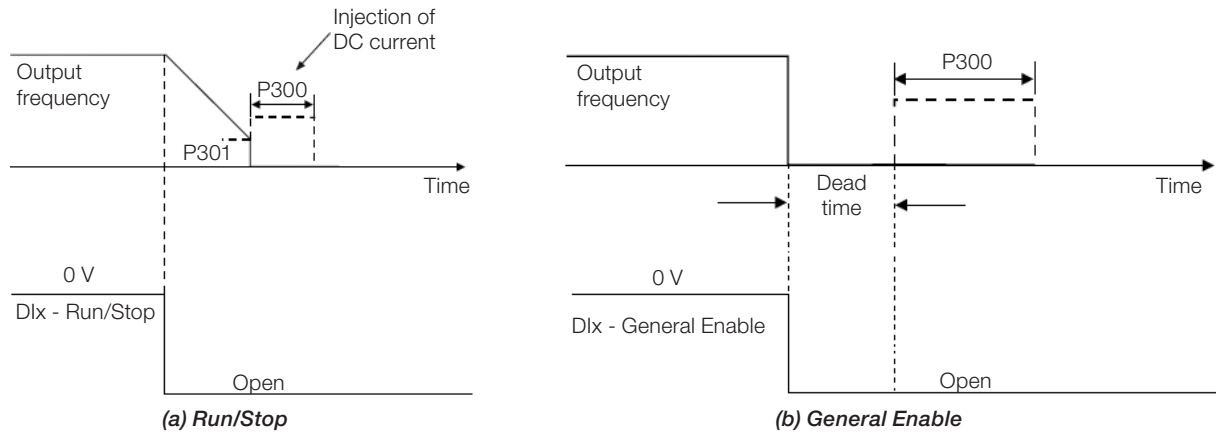 Injection of
DC current
Output
frequency
P300
P301
Time
0 V
DIx - Run/Stop
Open
(a) Run/Stop
Output
frequency
P300
Dead
time
Time
0 V
DIx - General Enable
Open
(b) General Enable